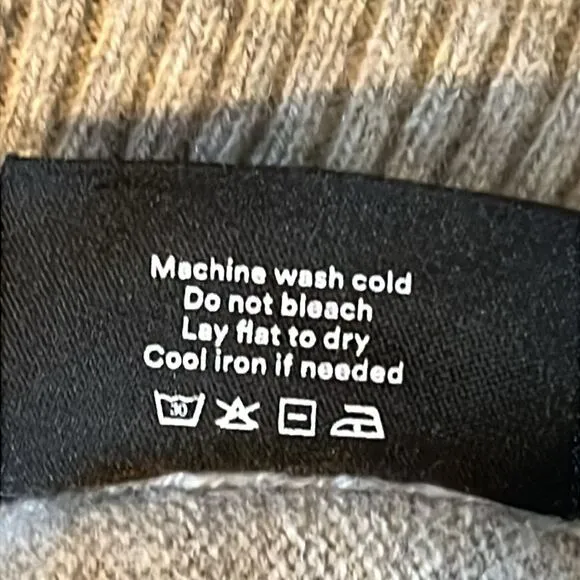 Machine wash cold
Do not bleach
Lay flat to dry
Cool iron if needed
30